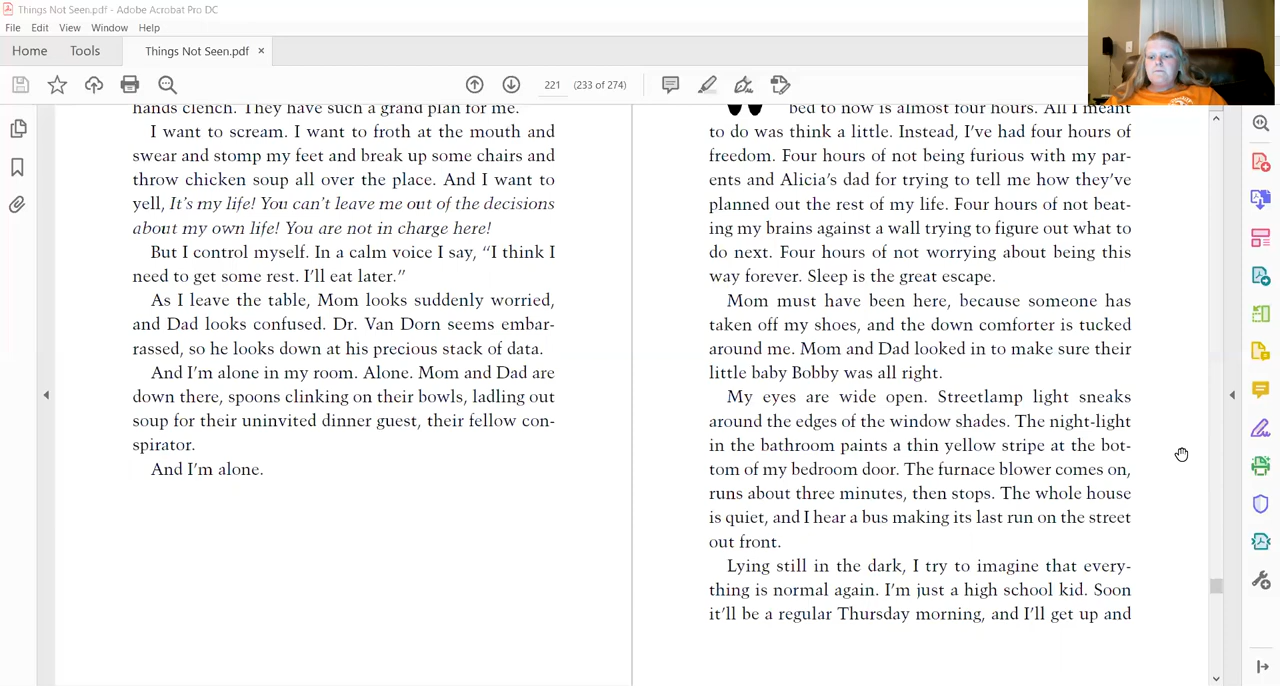 Things Not Seen.pdf - Adobe Acrobat Pro DC
File Edit View Window Help
Home Tools Things Not Seen.pdf ×
221 (233 of 274)
hands clench. They have such a grand plan for me.
I want to scream. I want to froth at the mouth and
swear and stomp my feet and break up some chairs and
throw chicken soup all over the place. And I want to
yell, It's my life! You can't leave me out of the decisions
about my own life! You are not in charge here!
But I control myself. In a calm voice I say, “I think I
need to get some rest. I'll eat later.”
As I leave the table, Mom looks suddenly worried,
and Dad looks confused. Dr. Van Dorn seems embar-
rassed, so he looks down at his precious stack of data.
And I'm alone in my room. Alone. Mom and Dad are
down there, spoons clinking on their bowls, ladling out
soup for their uninvited dinner guest, their fellow con-
spirator.
And I'm alone.
bed to now is almost four hours. All I meant
to do was think a little. Instead, I've had four hours of
freedom. Four hours of not being furious with my par-
ents and Alicia's dad for trying to tell me how they've
planned out the rest of my life. Four hours of not beat-
ing my brains against a wall trying to figure out what to
do next. Four hours of not worrying about being this
way forever. Sleep is the great escape.
Mom must have been here, because someone has
taken off my shoes, and the down comforter is tucked
around me. Mom and Dad looked in to make sure their
little baby Bobby was all right.
My eyes are wide open. Streetlamp light sneaks
around the edges of the window shades. The night-light
in the bathroom paints a thin yellow stripe at the bot-
tom of my bedroom door. The furnace blower comes on,
runs about three minutes, then stops. The whole house
is quiet, and I hear a bus making its last run on the street
out front.
Lying still in the dark, I try to imagine that every-
thing is normal again. I'm just a high school kid. Soon
it'll be a regular Thursday morning, and I'll get up and